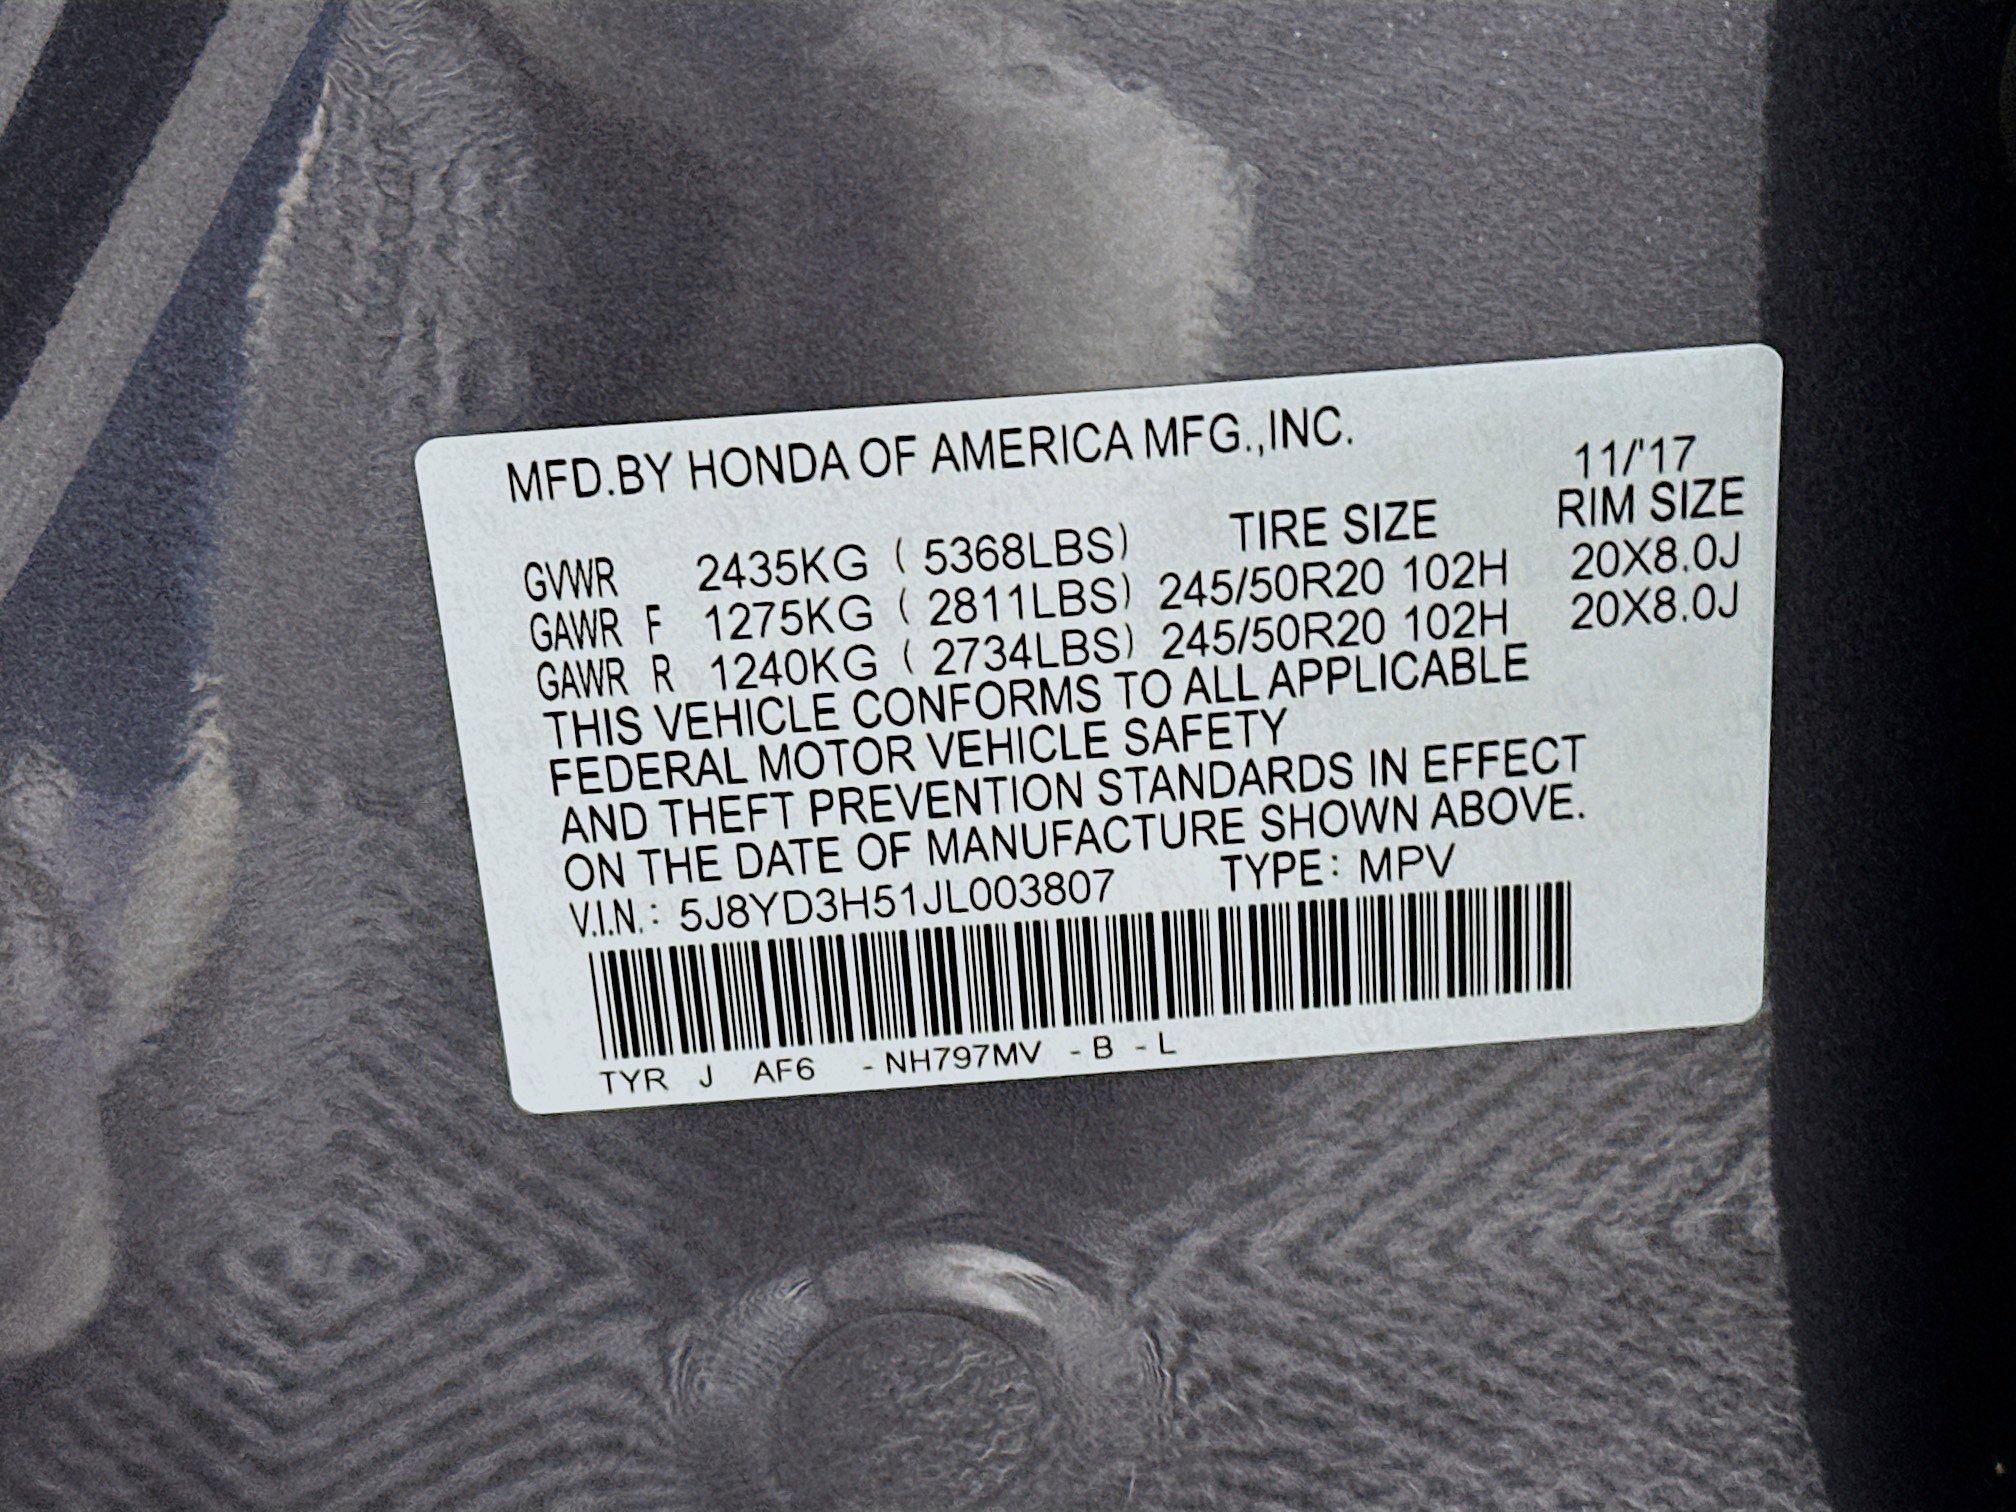 MFD.BY HONDA OF AMERICA MFG.,INC. 11/'17
TIRE SIZE RIM SIZE
GVWR 2435KG ( 5368LBS)
GAWR F 1275KG ( 2811LBS) 245/50R20 102H 20X8.0J
GAWR R 1240KG ( 2734LBS) 245/50R20 102H 20X8.0J
THIS VEHICLE CONFORMS TO ALL APPLICABLE
FEDERAL MOTOR VEHICLE SAFETY
AND THEFT PREVENTION STANDARDS IN EFFECT
ON THE DATE OF MANUFACTURE SHOWN ABOVE.
V.I.N.: 5J8YD3H51JL003807 TYPE: MPV
TYR J AF6 -NH797MV -B -L